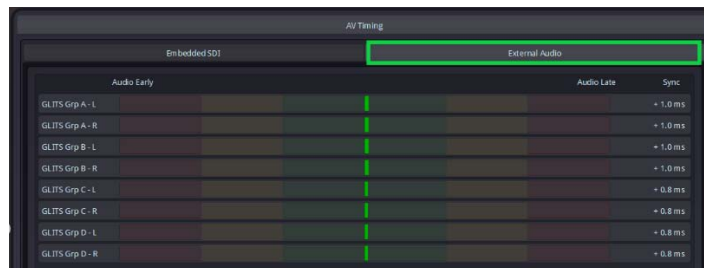 AV Timing
Embedded SDI External Audio
Audio Early Audio Late Sync
GLITS Grp A - L + 1.0 ms
GLITS Grp A - R + 1.0 ms
GLITS Grp B - L + 1.0 ms
GLITS Grp B - R + 1.0 ms
GLITS Grp C - L + 0.8 ms
GLITS Grp C - R + 0.8 ms
GLITS Grp D - L + 0.8 ms
GLITS Grp D - R + 0.8 ms